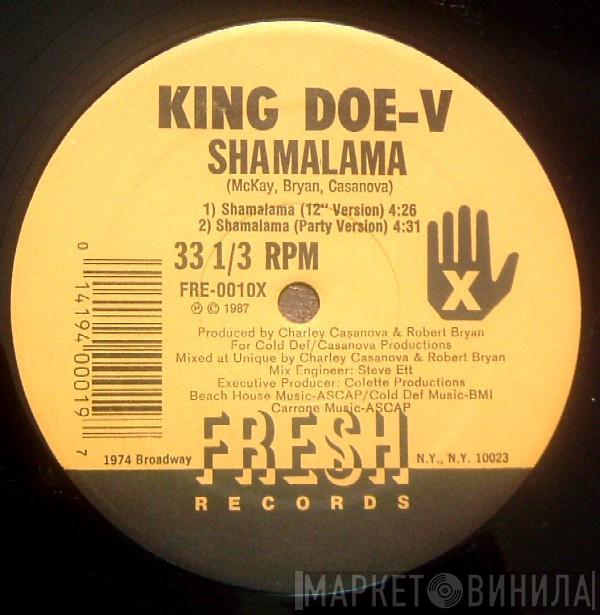 KING DOE-V
SHAMALAMA
(McKay, Bryan, Casanova)
1) Shamalama (12" Version) 4:26
2) Shamalama (Party Version) 4:31
33 1/3 RPM
FRE-0010X
℗ © 1987
X
0 14194 00019 7
Produced by Charley Casanova & Robert Bryan
For Cold Def/Casanova Productions
Mixed at Unique by Charley Casanova & Robert Bryan
Mix Engineer: Steve Ett
Executive Producer: Colette Productions
Beach House Music-ASCAP/Cold Def Music-BMI
Carrone Music-ASCAP
FRESH
1974 Broadway
N.Y., N.Y. 10023
RECORDS
МАРКЕТ ВИНИЛА